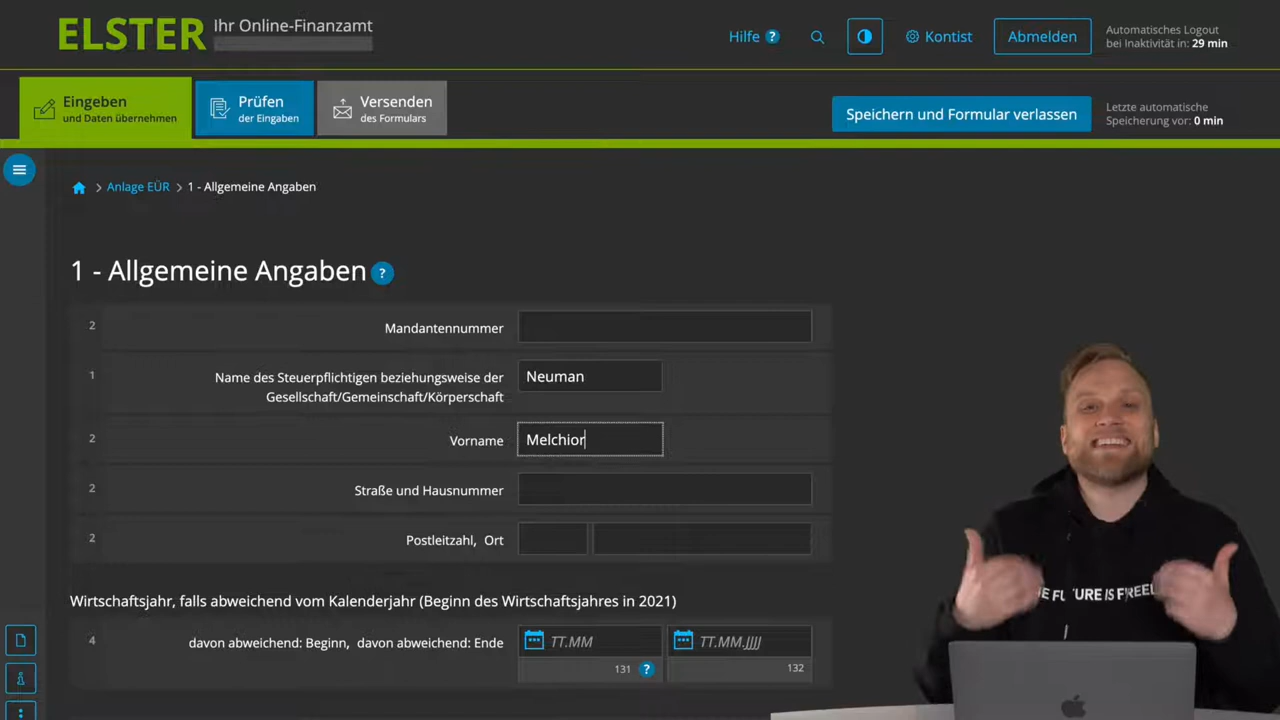 ELSTER
Ihr Online-Finanzamt
Hilfe ?
Kontist
Abmelden
Automatisches Logout
bei Inaktivität in: 29 min
Eingeben
und Daten übernehmen
Prüfen
der Eingaben
Versenden
des Formulars
Speichern und Formular verlassen
Letzte automatische
Speicherung vor: 0 min
> Anlage EÜR > 1 - Allgemeine Angaben
1 - Allgemeine Angaben ?
2 Mandantennummer
1 Name des Steuerpflichtigen beziehungsweise der Neuman
Gesellschaft/Gemeinschaft/Körperschaft
2 Vorname Melchior
2 Straße und Hausnummer
2 Postleitzahl, Ort
Wirtschaftsjahr, falls abweichend vom Kalenderjahr (Beginn des Wirtschaftsjahres in 2021)
4 davon abweichend: Beginn, davon abweichend: Ende TT.MM TT.MM.JJJJ
131 ? 132
FUTURE IS